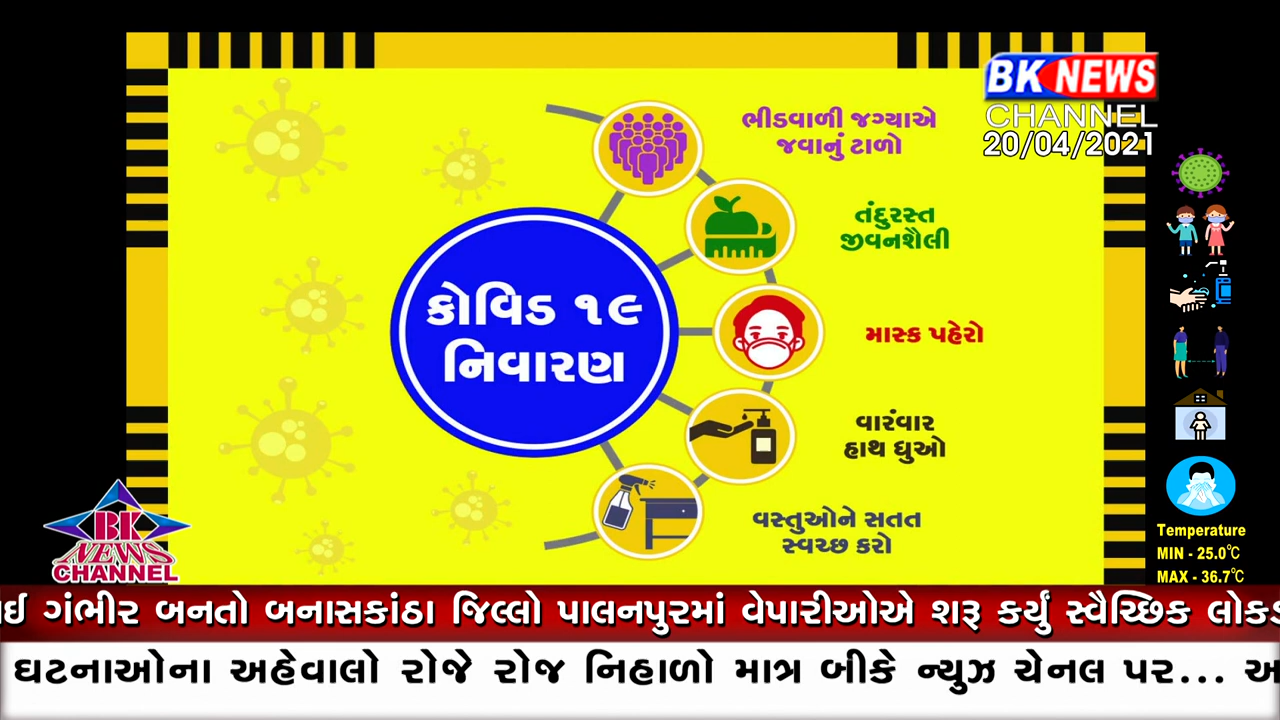 BK NEWS
CHANNEL
20/04/2021
ભીડવાળી જગ્યાએ
જવાનું ટાળો
તંદુરસ્ત
જીવનશૈલી
કોવિડ ૧૯
નિવારણ
માસ્ક પહેરો
વારંવાર
હાથ ધુઓ
વસ્તુઓને સતત
સ્વચ્છ કરો
BK
NEWS
CHANNEL
Temperature
MIN - 25.0℃
MAX - 36.7℃
ગંભીર બનતો બનાસકાંઠા જિલ્લો પાલનપુરમાં વેપારીઓએ શરૂ કર્યું સ્વૈચ્છિક
ઘટનાઓના અહેવાલો રોજે રોજ નિહાળો માત્ર બીકે ન્યુઝ ચેનલ પર...